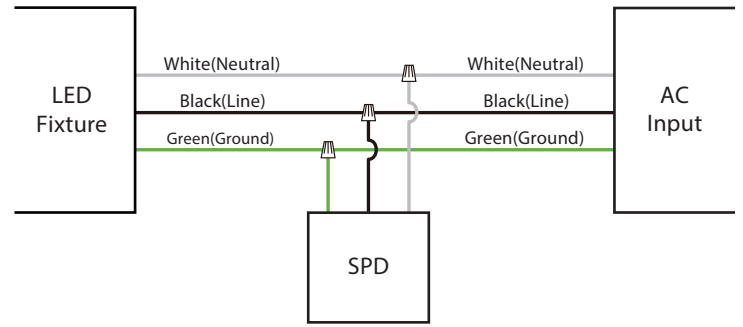 White(Neutral)
White(Neutral)
LED
Fixture
Black(Line)
Black(Line)
AC
Input
Green(Ground)
Green(Ground)
SPD